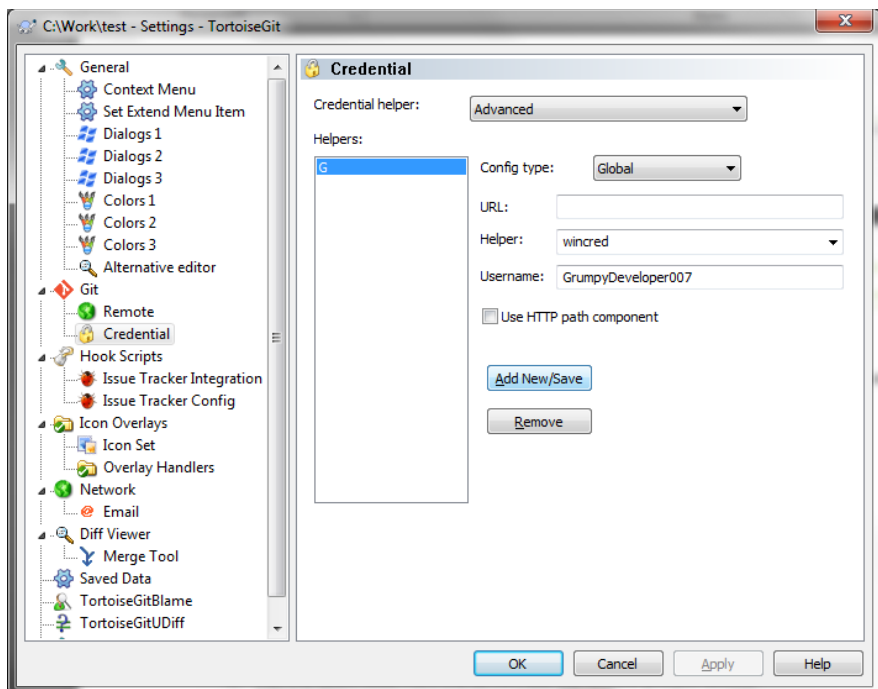 C:\Work\test - Settings - TortoiseGit
General
Context Menu
Set Extend Menu Item
Dialogs 1
Dialogs 2
Dialogs 3
Colors 1
Colors 2
Colors 3
Alternative editor
Git
Remote
Credential
Hook Scripts
Issue Tracker Integration
Issue Tracker Config
Icon Overlays
Icon Set
Overlay Handlers
Network
Email
Diff Viewer
Merge Tool
Saved Data
TortoiseGitBlame
TortoiseGitUDiff
Credential
Credential helper: Advanced
Helpers:
G
Config type: Global
URL:
Helper: wincred
Username: GrumpyDeveloper007
Use HTTP path component
Add New/Save
Remove
OK Cancel Apply Help